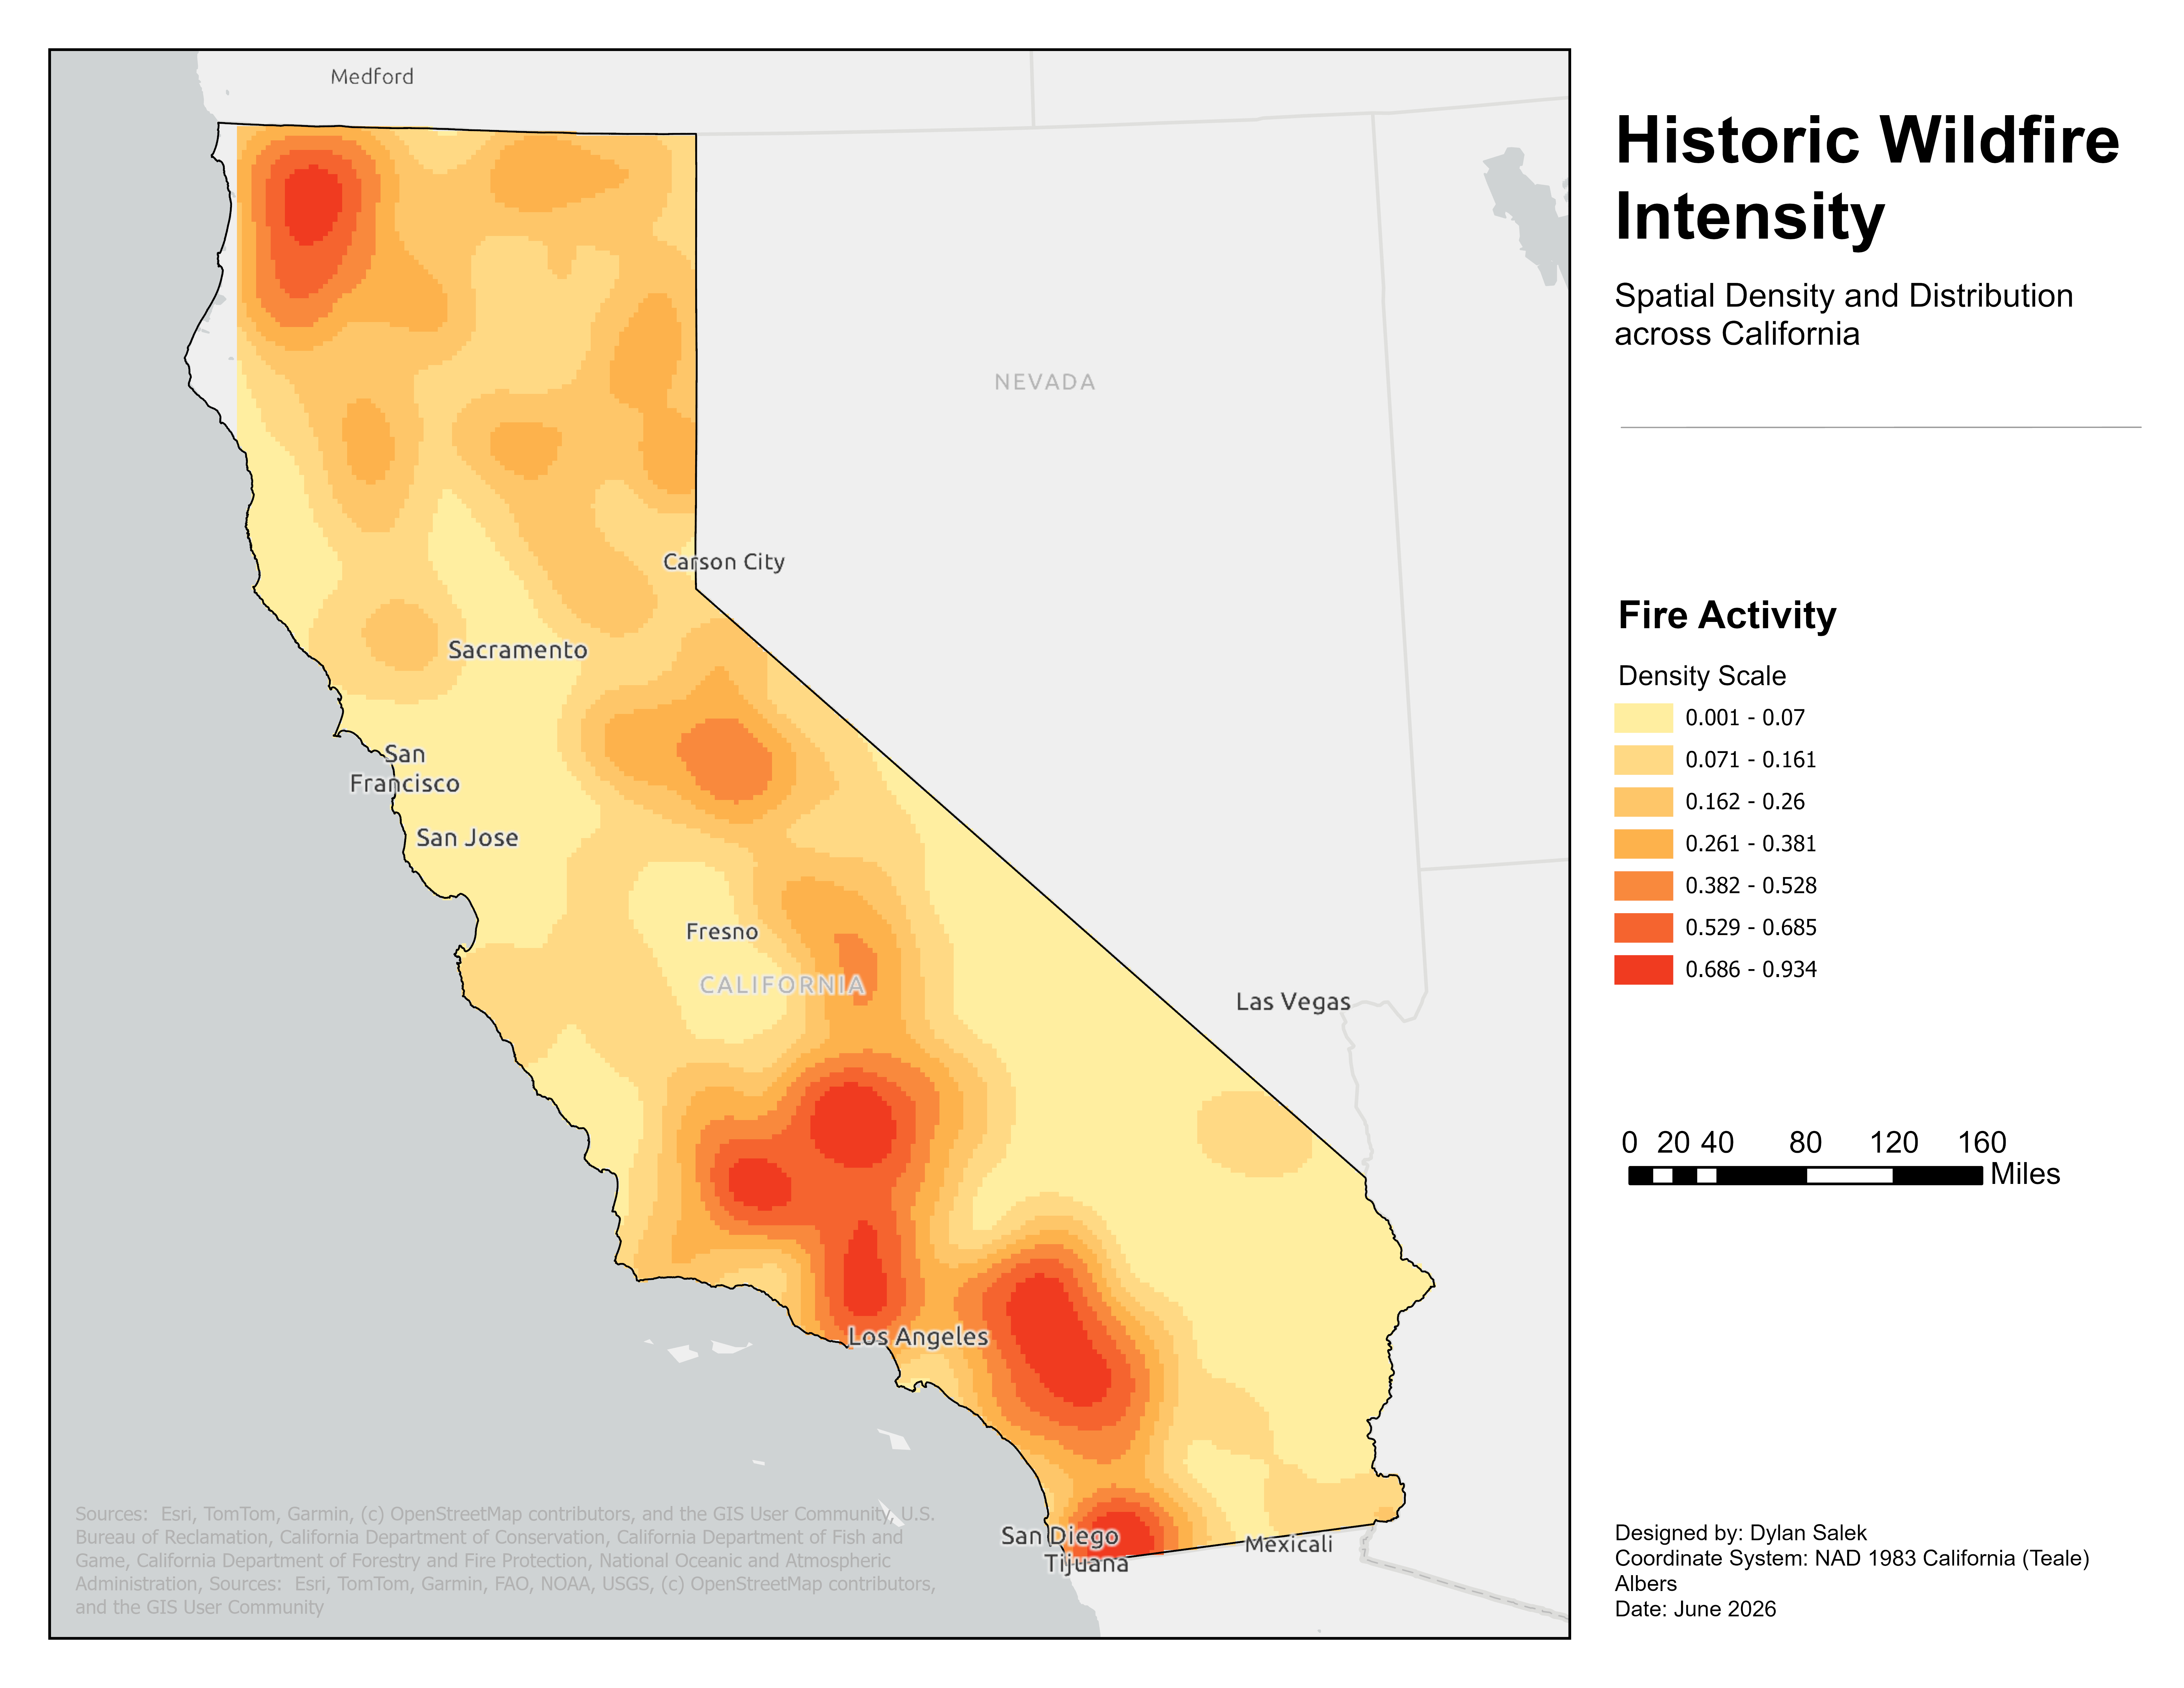 Medford
NEVADA
Carson City
Sacramento
San
Francisco
San Jose
Fresno
CALIFORNIA
Las Vegas
Los Angeles
San Diego
Tijuana
Mexicali
Sources:  Esri, TomTom, Garmin, (c) OpenStreetMap contributors, and the GIS User Community, U.S.
Bureau of Reclamation, California Department of Conservation, California Department of Fish and
Game, California Department of Forestry and Fire Protection, National Oceanic and Atmospheric
Administration, Sources:  Esri, TomTom, Garmin, FAO, NOAA, USGS, (c) OpenStreetMap contributors,
and the GIS User Community
Historic Wildfire
Intensity
Spatial Density and Distribution
across California
Fire Activity
Density Scale
0.001 - 0.07
0.071 - 0.161
0.162 - 0.26
0.261 - 0.381
0.382 - 0.528
0.529 - 0.685
0.686 - 0.934
0 20 40 80 120 160
Miles
Designed by: Dylan Salek
Coordinate System: NAD 1983 California (Teale)
Albers
Date: June 2026